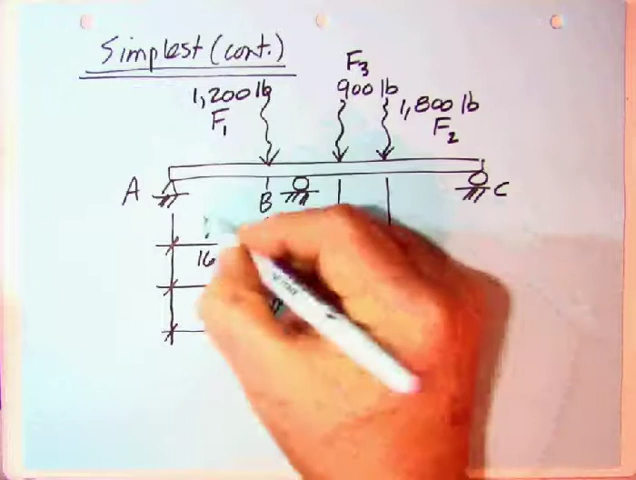 Simplest (cont.)
F3
1,200 lb
900 lb
1,800 lb
F1
F2
A
B
C
16